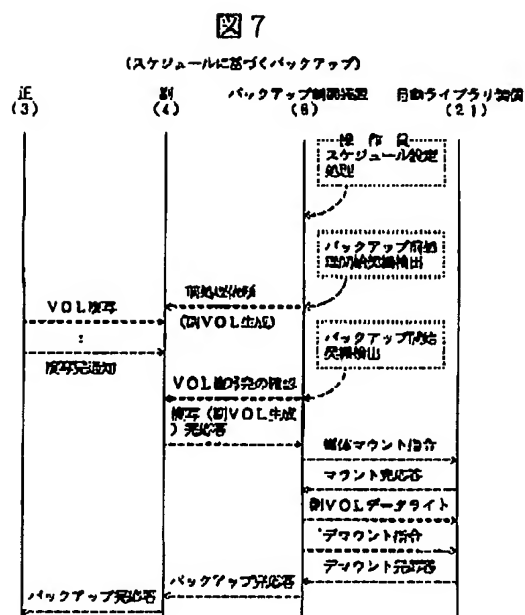 図7
(スケジュールに基づくバックアップ)
正
(3)
副
(4)
バックアップ制御装置
(6)
自動ライブラリ装置
(21)
操作員
スケジュール設定
処理
バックアップ前処
理開始契機検出
前処理依頼
(副VOL生成)
VOL複写
:
複写完通知
バックアップ開始
契機検出
VOL複写完の確認
複写(副VOL生成
)完応答
媒体マウント指令
マウント完応答
副VOLデータライト
デマウント指令
デマウント完応答
バックアップ完応答
バックアップ完応答